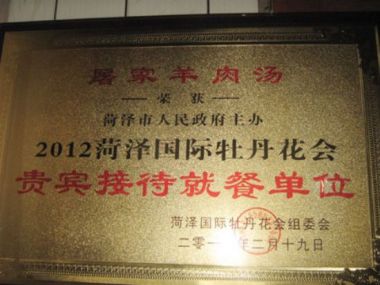 屠家羊肉汤
荣获
菏泽市人民政府主办
2012菏泽国际牡丹花会
贵宾接待就餐单位
菏泽国际牡丹花会组委会
二零一 年二月十九日